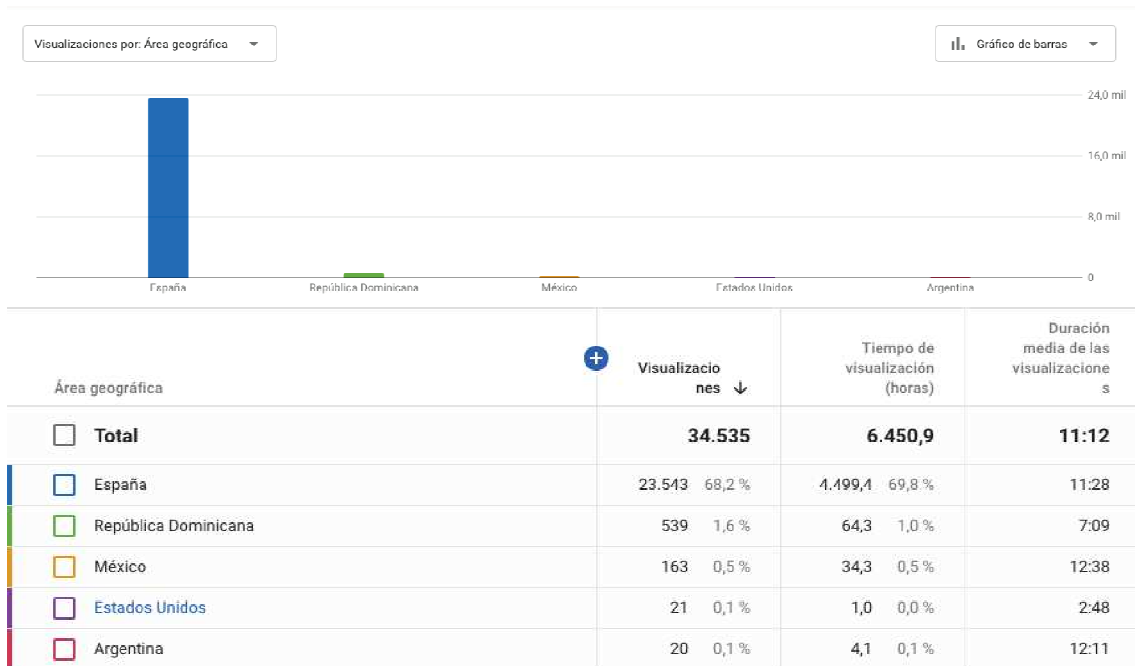 Visualizaciones por: Área geográfica
Gráfico de barras
24,0 mil
16,0 mil
8,0 mil
0
España
República Dominicana
México
Estados Unidos
Argentina
Área geográfica
Visualizacio
nes
Tiempo de
visualización
(horas)
Duración
media de las
visualizacione
s
Total 34.535 6.450,9 11:12
España 23.543 68,2 % 4.499,4 69,8 % 11:28
República Dominicana 539 1,6 % 64,3 1,0 % 7:09
México 163 0,5 % 34,3 0,5 % 12:38
Estados Unidos 21 0,1 % 1,0 0,0 % 2:48
Argentina 20 0,1 % 4,1 0,1 % 12:11